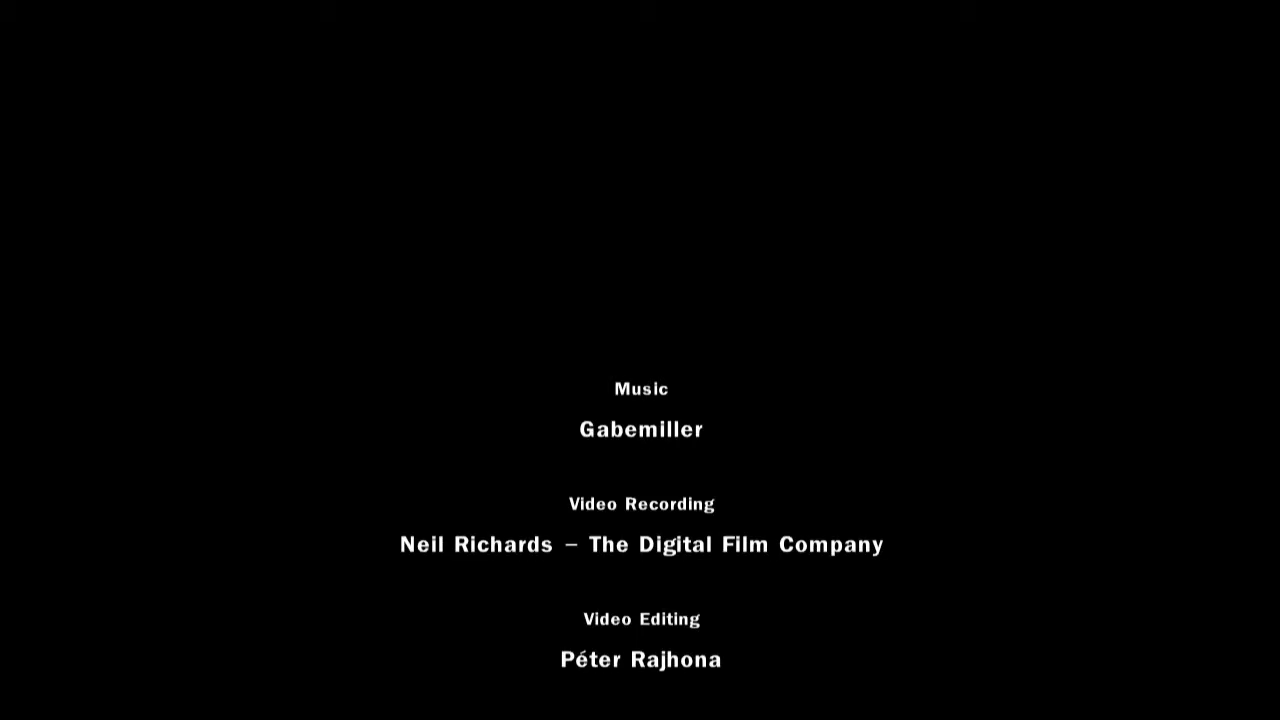 Music
Gabemiller
Video Recording
Neil Richards – The Digital Film Company
Video Editing
Péter Rajhona